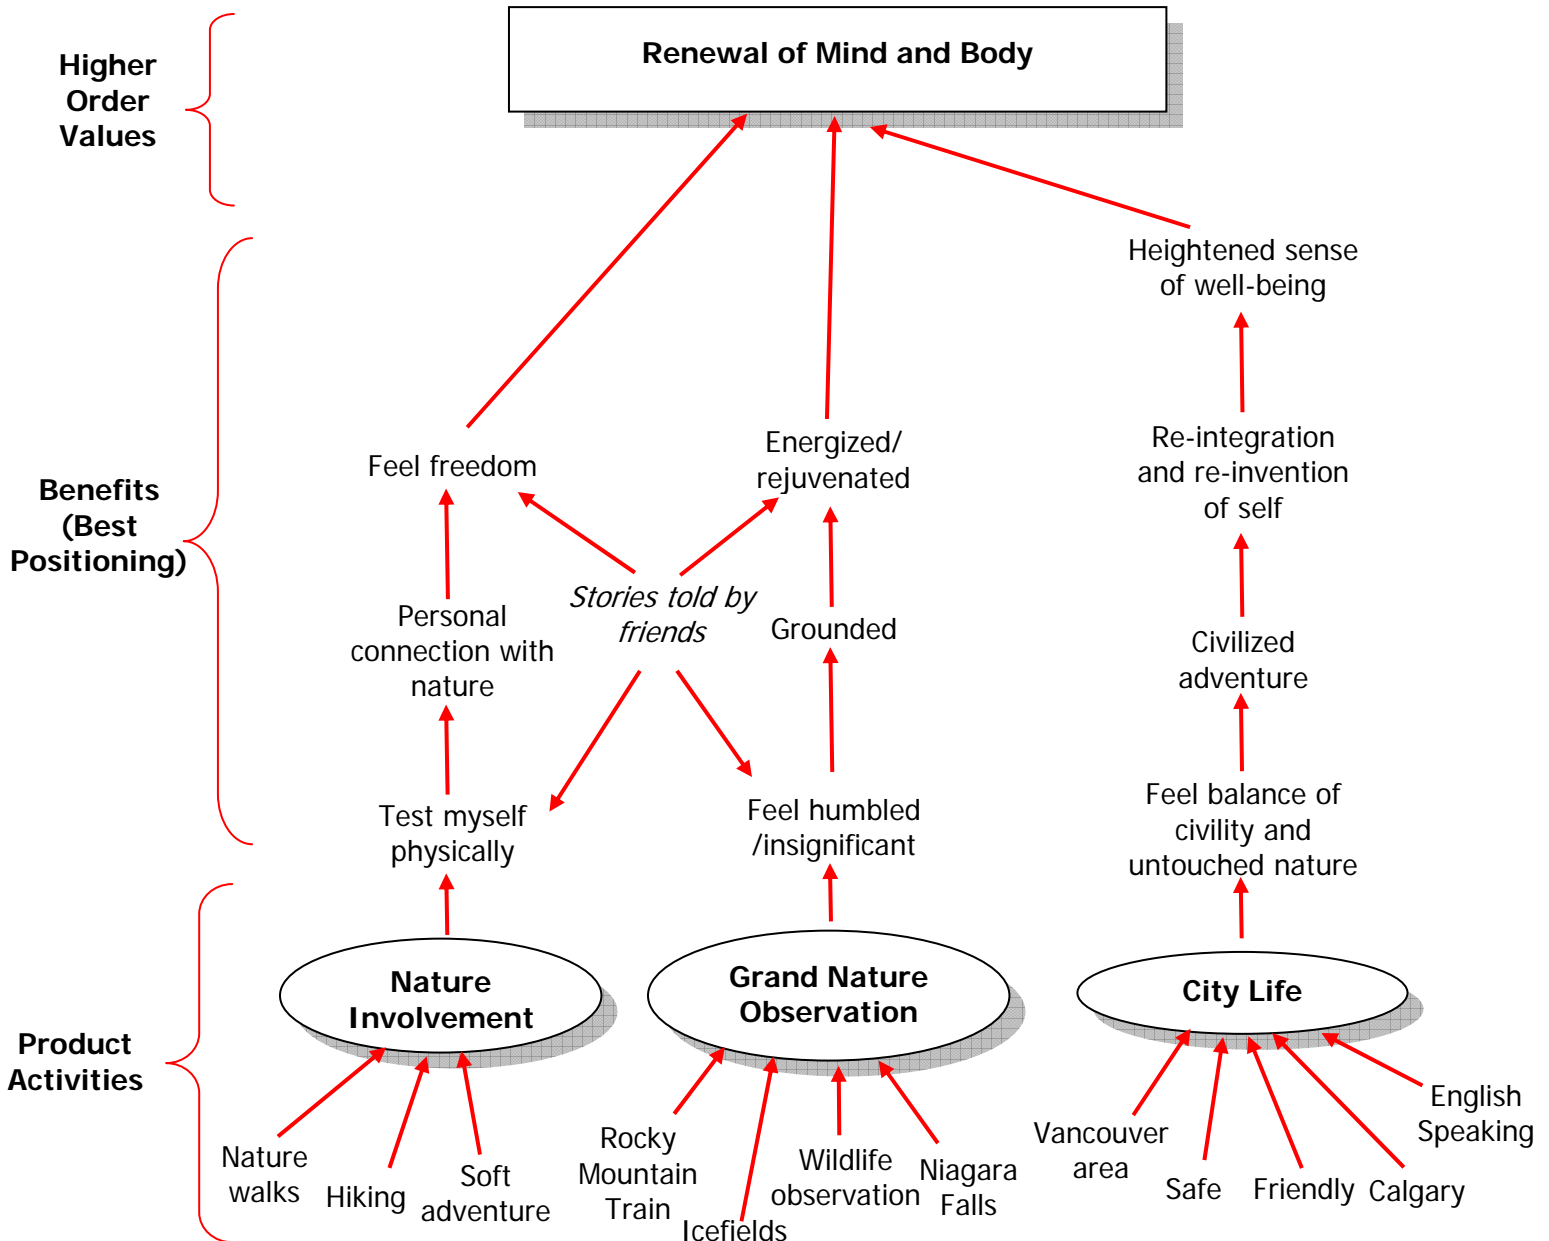 Renewal of Mind and Body
Higher
Order
Values
Heightened sense
of well-being
Benefits
(Best
Positioning)
Feel freedom
Energized/
rejuvenated
Re-integration
and re-invention
of self
Stories told by
friends
Personal
connection with
nature
Grounded
Civilized
adventure
Test myself
physically
Feel humbled
/insignificant
Feel balance of
civility and
untouched nature
Product
Activities
Nature
Involvement
Grand Nature
Observation
City Life
Nature
walks
Hiking
Soft
adventure
Rocky
Mountain
Train
Icefields
Wildlife
observation
Niagara
Falls
Vancouver
area
Safe
Friendly
Calgary
English
Speaking